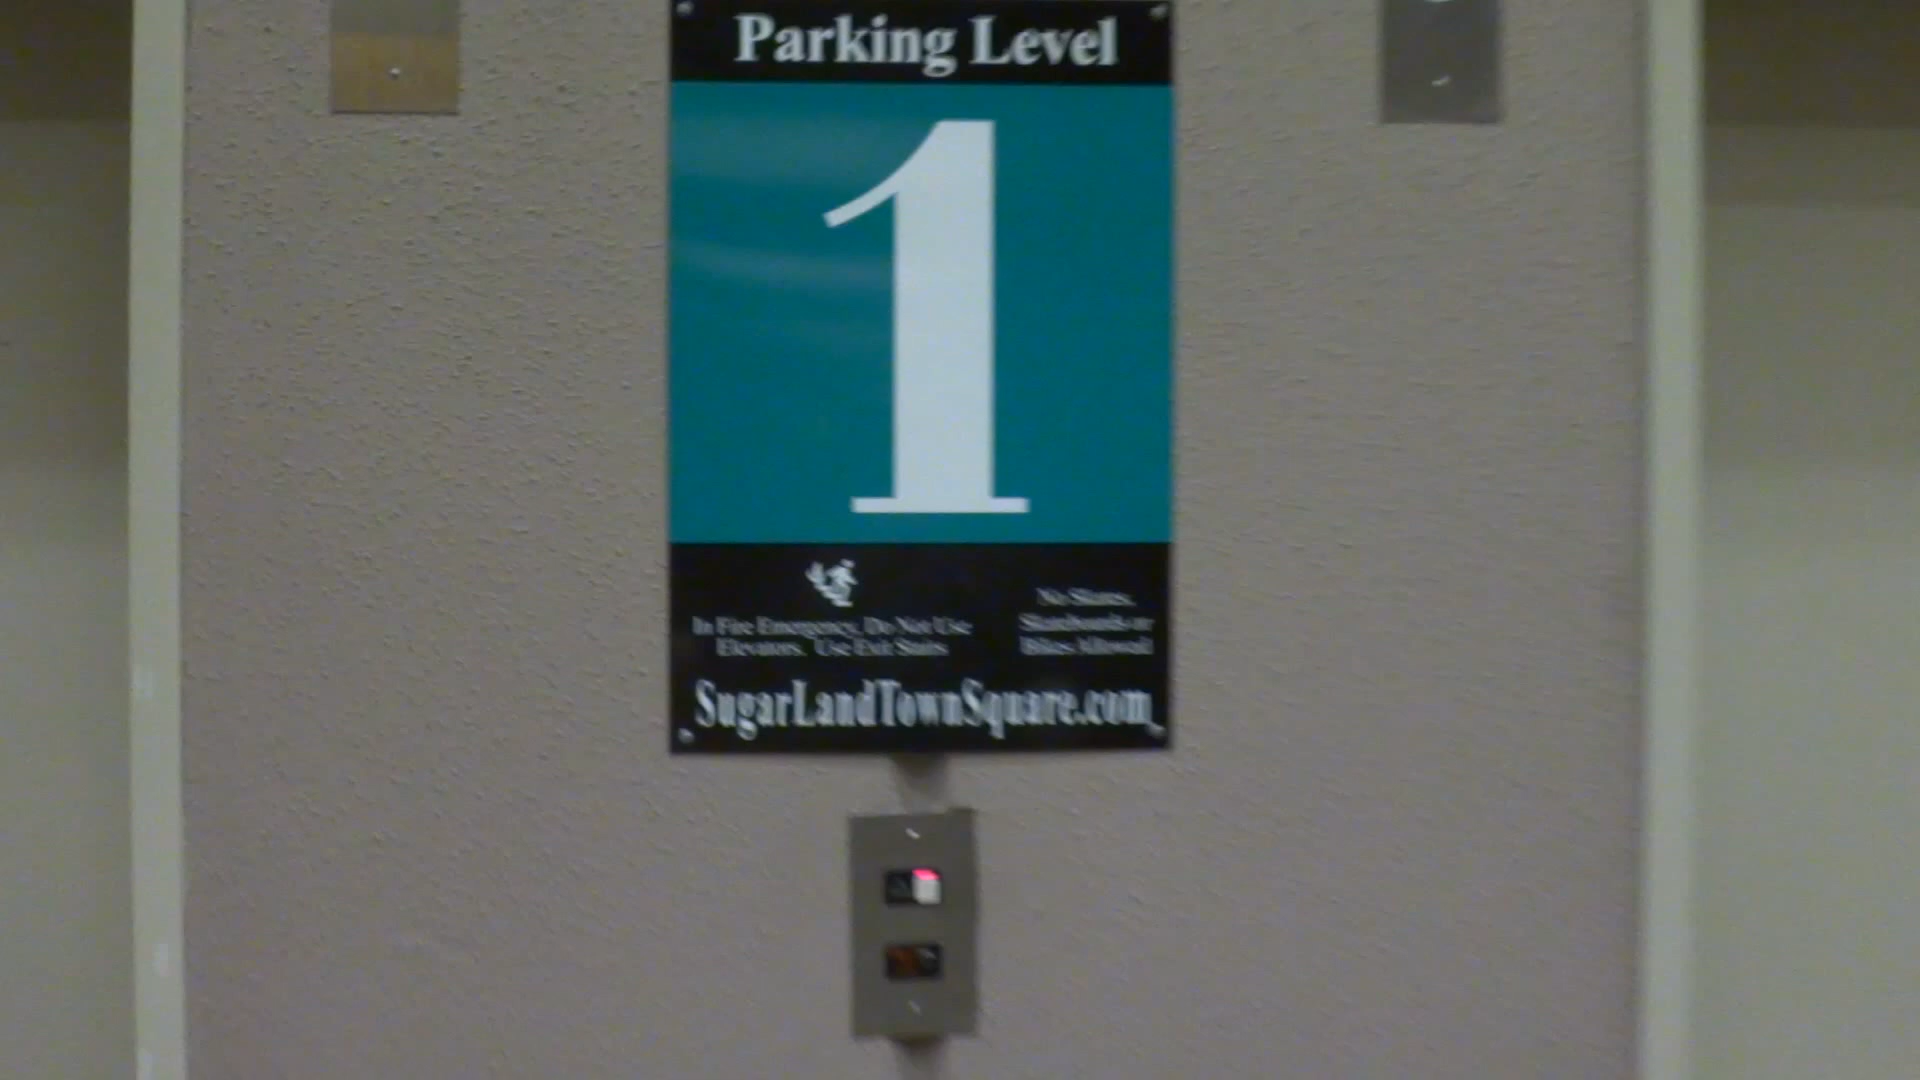 Parking Level
1
In Fire Emergency, Do Not Use
Elevators. Use Exit Stairs
No Skates,
Skateboards or
Bikes Allowed
SugarLandTownSquare.com